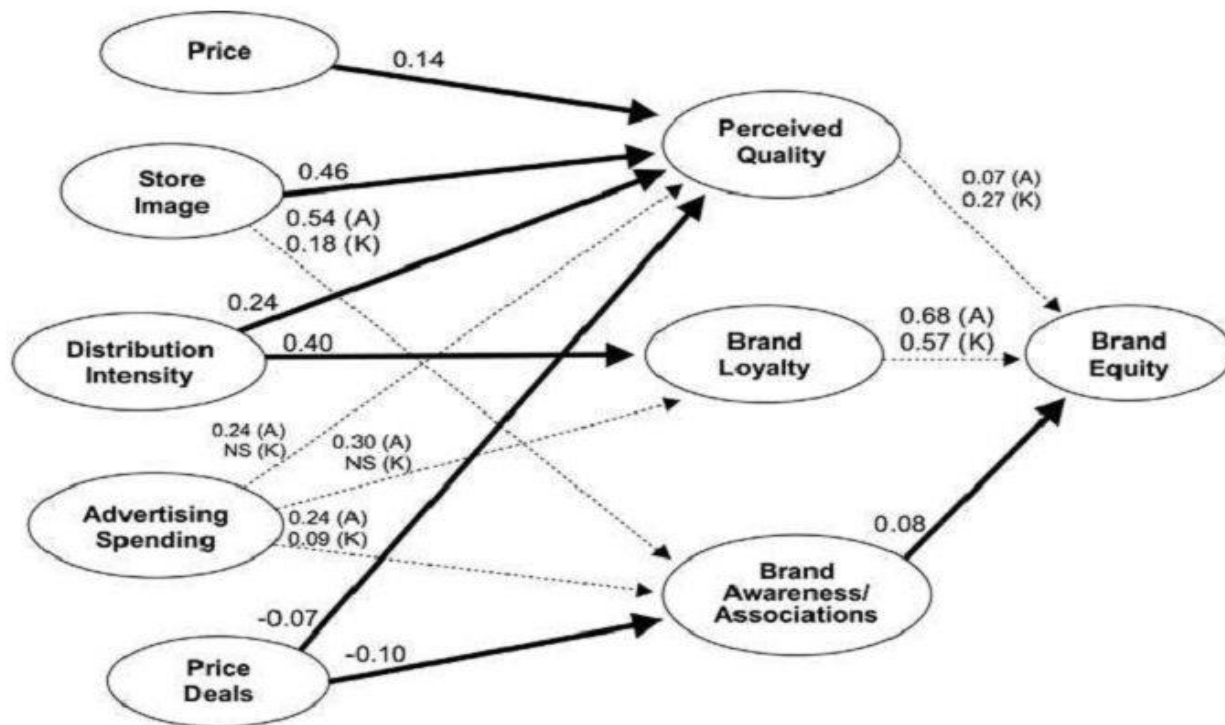 Price
0.14
Perceived
Quality
Store
Image
0.46
0.54 (A)
0.18 (K)
0.07 (A)
0.27 (K)
Distribution
Intensity
0.24
0.40
Brand
Loyalty
0.68 (A)
0.57 (K)
Brand
Equity
0.24 (A)
NS (K)
0.30 (A)
NS (K)
Advertising
Spending
0.24 (A)
0.09 (K)
0.08
Brand
Awareness/
Associations
-0.07
-0.10
Price
Deals